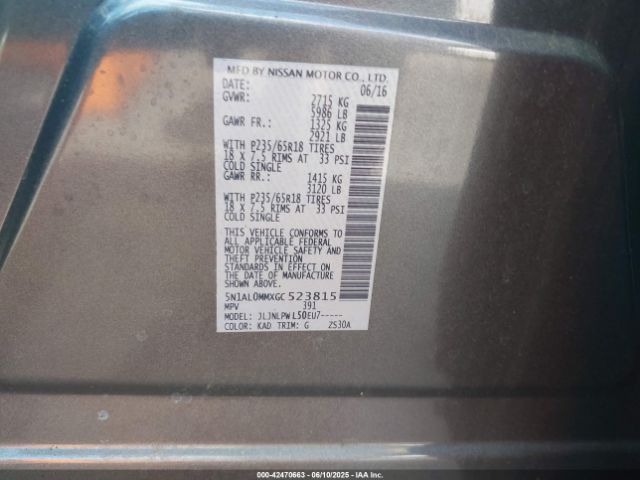 MFD BY NISSAN MOTOR CO., LTD.
DATE: 06/16
GVWR: 2715 KG
5986 LB
GAWR FR.: 1325 KG
2921 LB
WITH P235/65R18 TIRES
18 X 7.5 RIMS AT 33 PSI
COLD SINGLE
GAWR RR.: 1415 KG
3120 LB
WITH P235/65R18 TIRES
18 X 7.5 RIMS AT 33 PSI
COLD SINGLE
THIS VEHICLE CONFORMS TO
ALL APPLICABLE FEDERAL
MOTOR VEHICLE SAFETY AND
THEFT PREVENTION
STANDARDS IN EFFECT ON
THE DATE OF MANUFACTURE
SHOWN ABOVE.
5N1AL0MMXGC523815
MPV 391
MODEL: JLJNLPWL50EU7-----
COLOR: KAD TRIM: G ZS30A
000-42470663 - 06/10/2025 - IAA Inc.